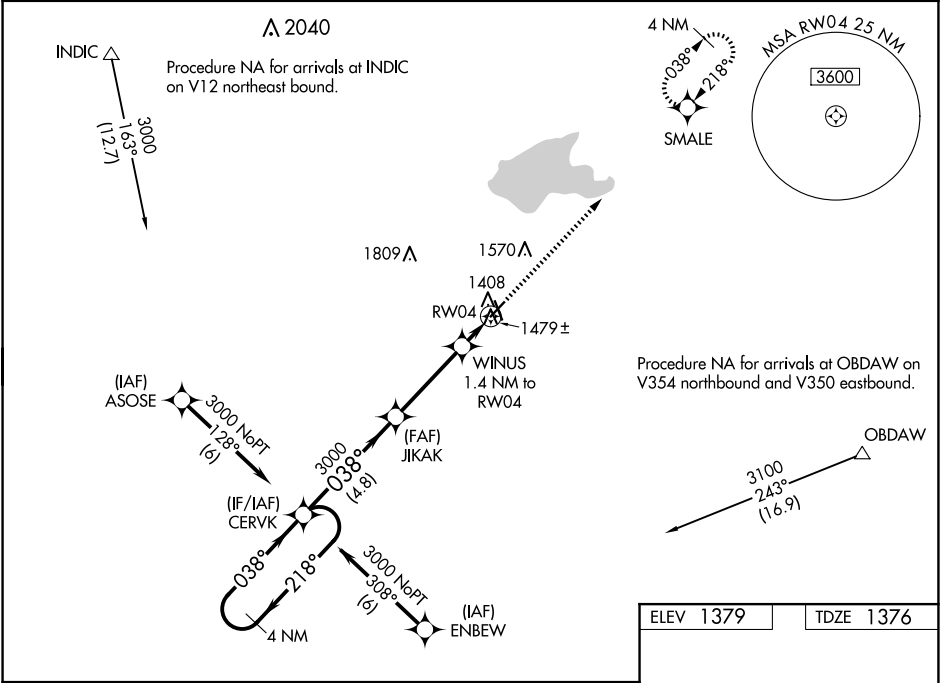 2040
INDIC
Procedure NA for arrivals at INDIC
on V12 northeast bound.
3000
163°
(12.7)
4 NM
038°
218°
SMALE
MSA RW04 25 NM
3600
1809
1570
1408
RW04
1479±
WINUS
1.4 NM to
RW04
Procedure NA for arrivals at OBDAW on
V354 northbound and V350 eastbound.
(IAF)
ASOSE
3000 NoPT
128°
(6)
(FAF)
JIKAK
OBDAW
3100
243°
(16.9)
3000
038°
(4.8)
(IF/IAF)
CERVK
038°
218°
4 NM
3000 NoPT
308°
(6)
(IAF)
ENBEW
ELEV 1379
TDZE 1376